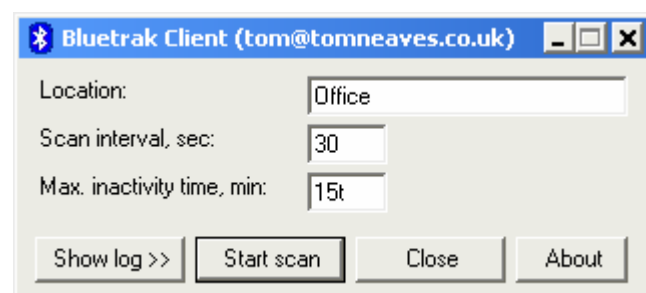 Bluetrak Client (tom@tomneaves.co.uk)
Location: Office
Scan interval, sec: 30
Max. inactivity time, min: 15t
Show log >> Start scan Close About